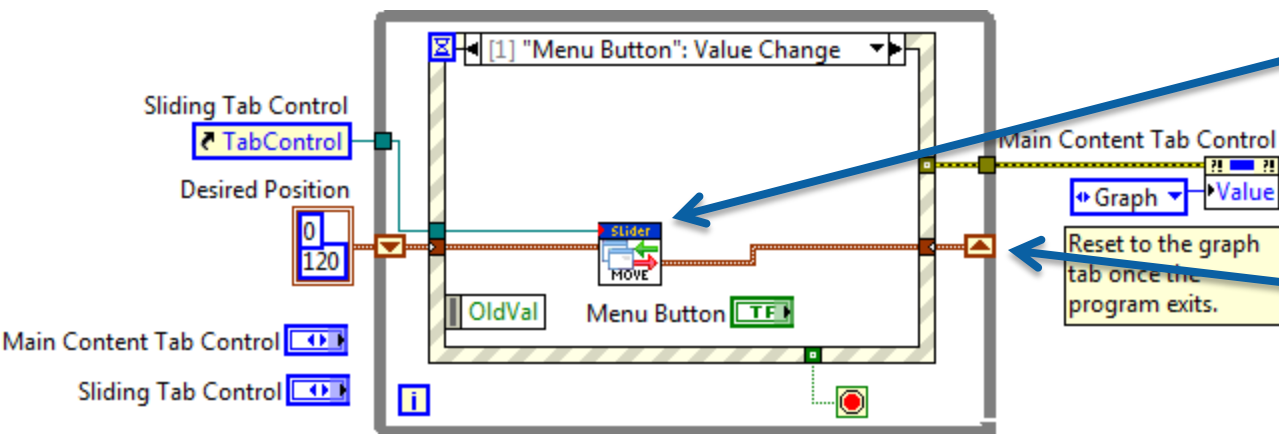 [1] "Menu Button": Value Change
Sliding Tab Control
TabControl
Main Content Tab Control
?! ?!
Desired Position
Graph
Value
0
120
SLider
MOVE
Reset to the graph
tab once the
program exits.
OldVal
Menu Button
TF
Main Content Tab Control
Sliding Tab Control
i